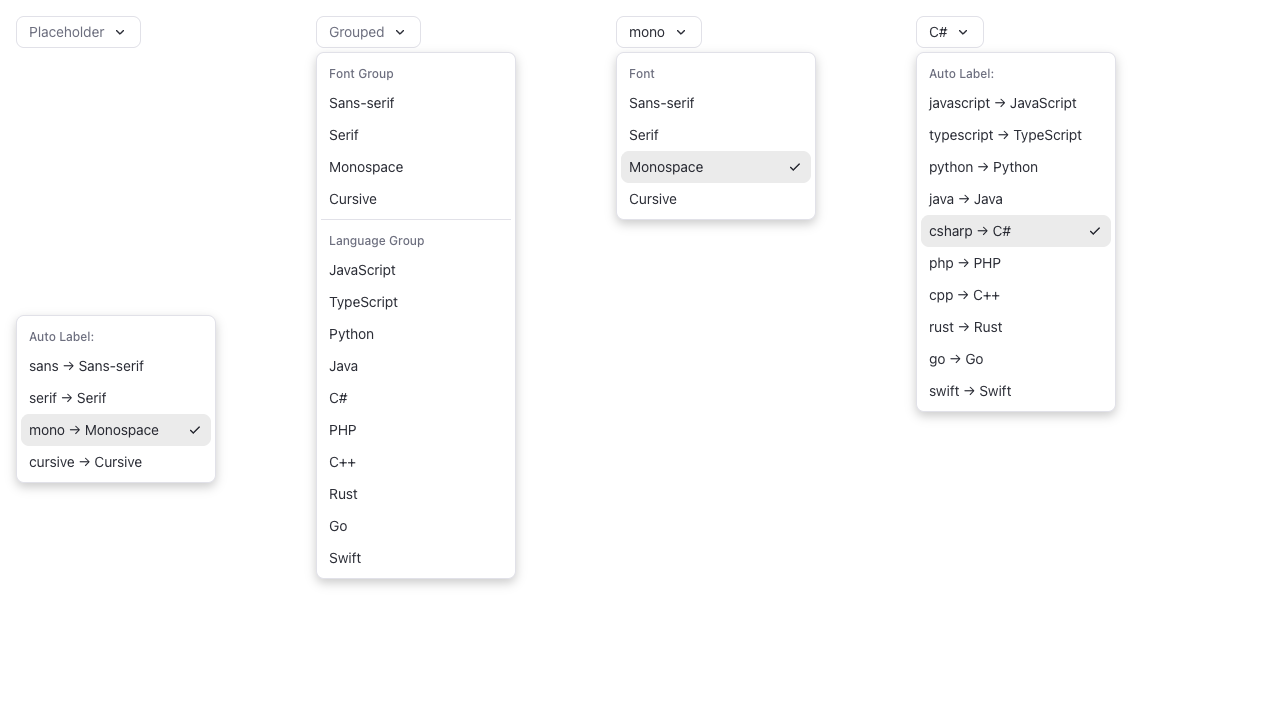 Placeholder
Auto Label:
sans → Sans-serif
serif → Serif
mono → Monospace
cursive → Cursive
Grouped
Font Group
Sans-serif
Serif
Monospace
Cursive
Language Group
JavaScript
TypeScript
Python
Java
C#
PHP
C++
Rust
Go
Swift
mono
Font
Sans-serif
Serif
Monospace
Cursive
C#
Auto Label:
javascript → JavaScript
typescript → TypeScript
python → Python
java → Java
csharp → C#
php → PHP
cpp → C++
rust → Rust
go → Go
swift → Swift